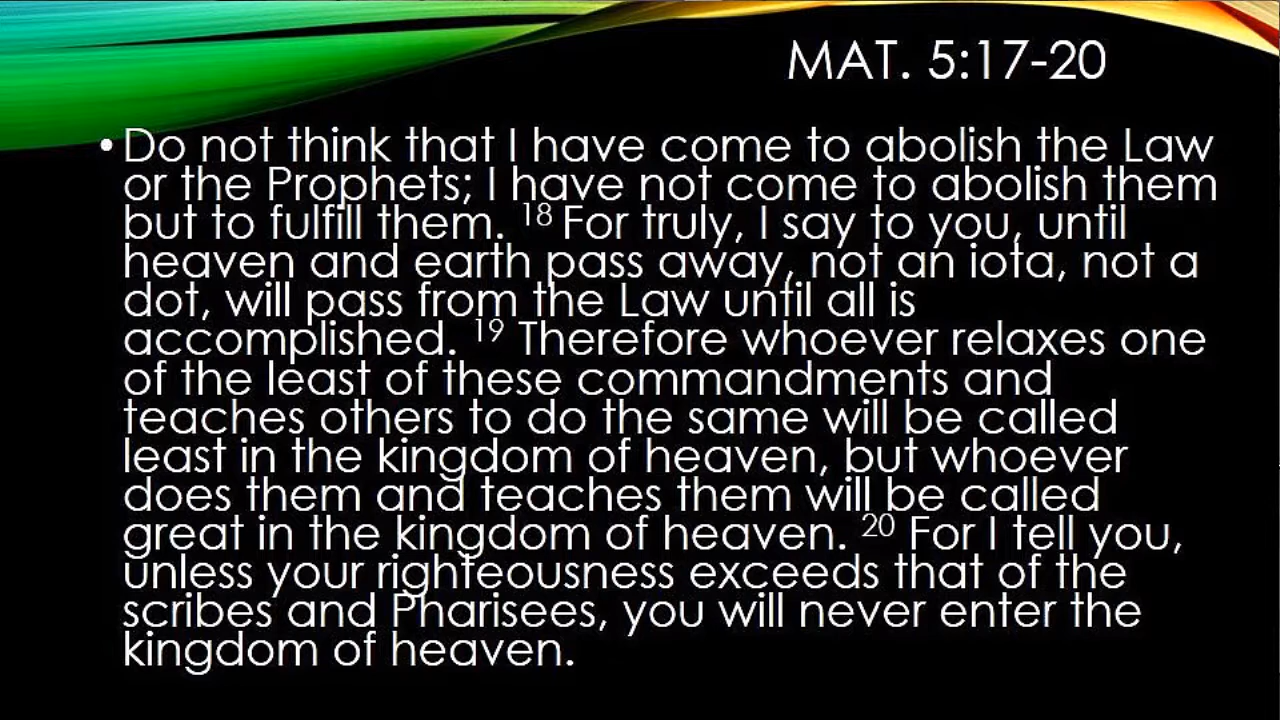 MAT. 5:17-20
• Do not think that I have come to abolish the Law
or the Prophets; I have not come to abolish them
but to fulfill them. 18 For truly, I say to you, until
heaven and earth pass away, not an iota, not a
dot, will pass from the Law until all is
accomplished. 19 Therefore whoever relaxes one
of the least of these commandments and
teaches others to do the same will be called
least in the kingdom of heaven, but whoever
does them and teaches them will be called
great in the kingdom of heaven. 20 For I tell you,
unless your righteousness exceeds that of the
scribes and Pharisees, you will never enter the
kingdom of heaven.